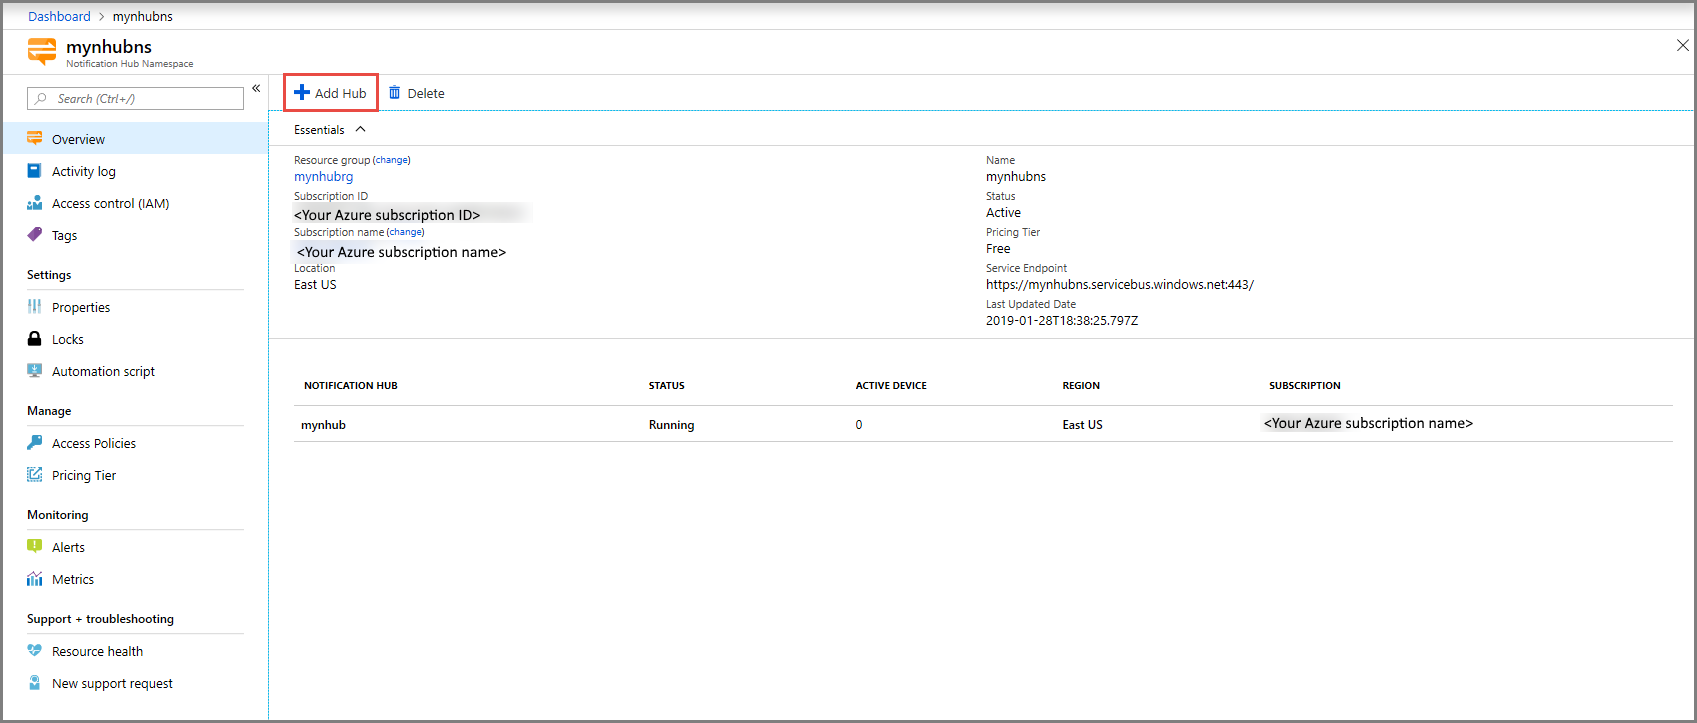 Dashboard > mynhubns
mynhubns
Notification Hub Namespace
Search (Ctrl+/)
«
Overview
Activity log
Access control (IAM)
Tags
Settings
Properties
Locks
Automation script
Manage
Access Policies
Pricing Tier
Monitoring
Alerts
Metrics
Support + troubleshooting
Resource health
New support request
Add Hub Delete
Essentials
Resource group (change)
mynhubrg
Subscription ID
<Your Azure subscription ID>
Subscription name (change)
<Your Azure subscription name>
Location
East US
Name
mynhubns
Status
Active
Pricing Tier
Free
Service Endpoint
https://mynhubns.servicebus.windows.net:443/
Last Updated Date
2019-01-28T18:38:25.797Z
NOTIFICATION HUB STATUS ACTIVE DEVICE REGION SUBSCRIPTION
mynhub Running 0 East US <Your Azure subscription name>